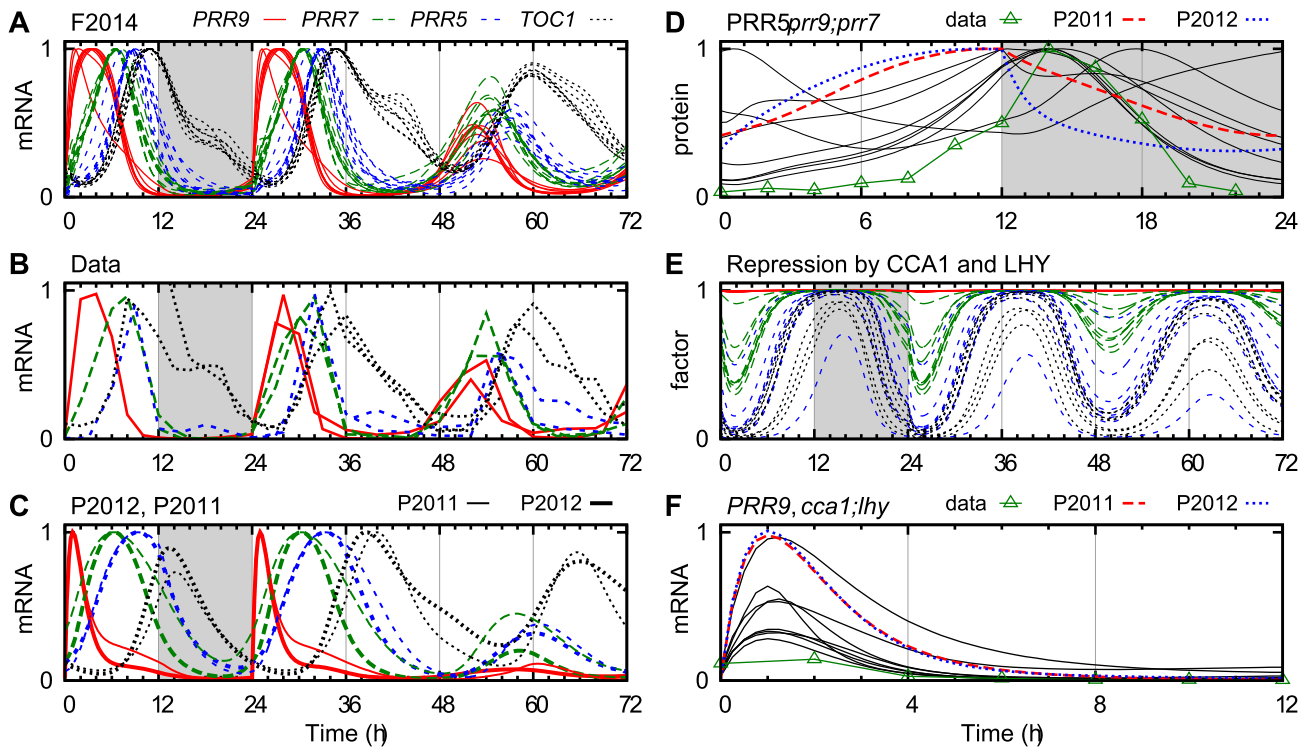 A F2014 PRR9 PRR7 PRR5 TOC1
mRNA
1
0
0 12 24 36 48 60 72
B Data
mRNA
1
0
0 12 24 36 48 60 72
C P2012, P2011 P2011 P2012
mRNA
1
0
0 12 24 36 48 60 72
Time (h)
D PRR5,prr9;prr7 data P2011 P2012
protein
1
0
0 6 12 18 24
E Repression by CCA1 and LHY
factor
1
0
0 12 24 36 48 60 72
F PRR9, cca1;lhy data P2011 P2012
mRNA
1
0
0 4 8 12
Time (h)